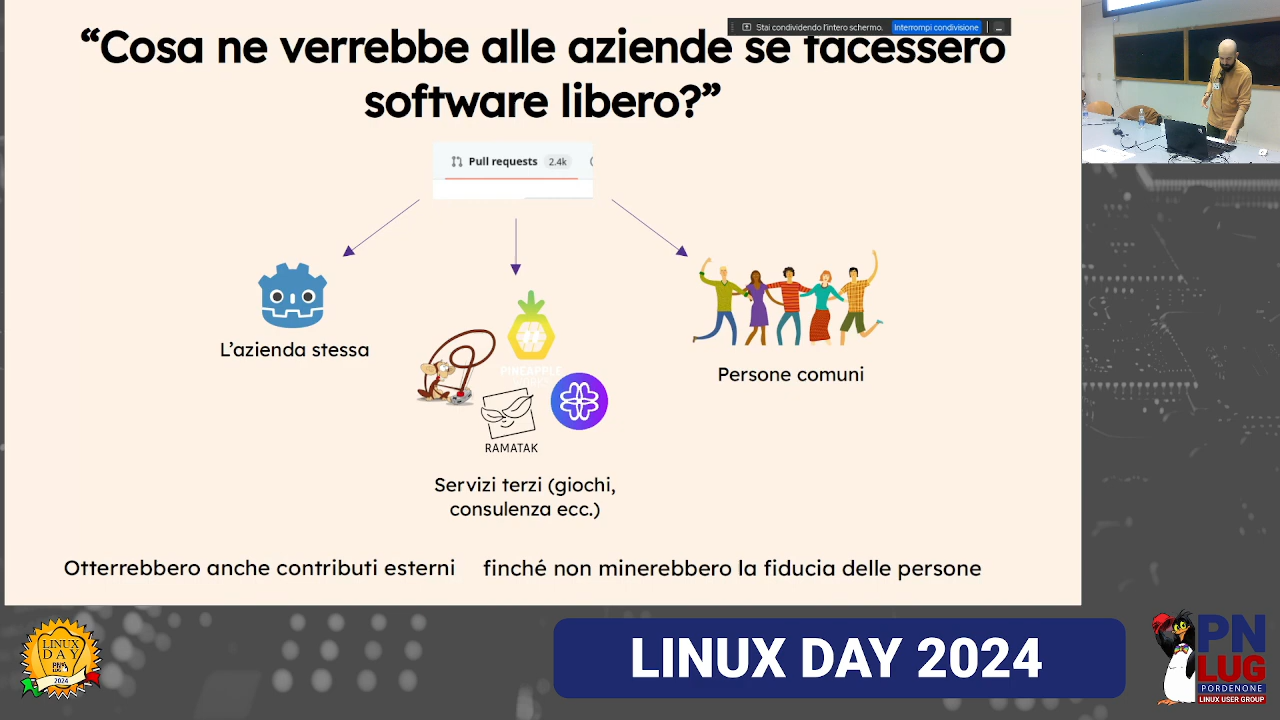 Stai condividendo l'intero schermo. Interrompi condivisione
“Cosa ne verrebbe alle aziende se facessero
software libero?”
Pull requests 2.4k
L’azienda stessa
PINEAPPLE
RAMATAK
Persone comuni
Servizi terzi (giochi,
consulenza ecc.)
Otterrebbero anche contributi esterni finché non minerebbero la fiducia delle persone
LINUX
DAY
2024
LINUX DAY 2024
PN
LUG
PORDENONE
LINUX USER GROUP